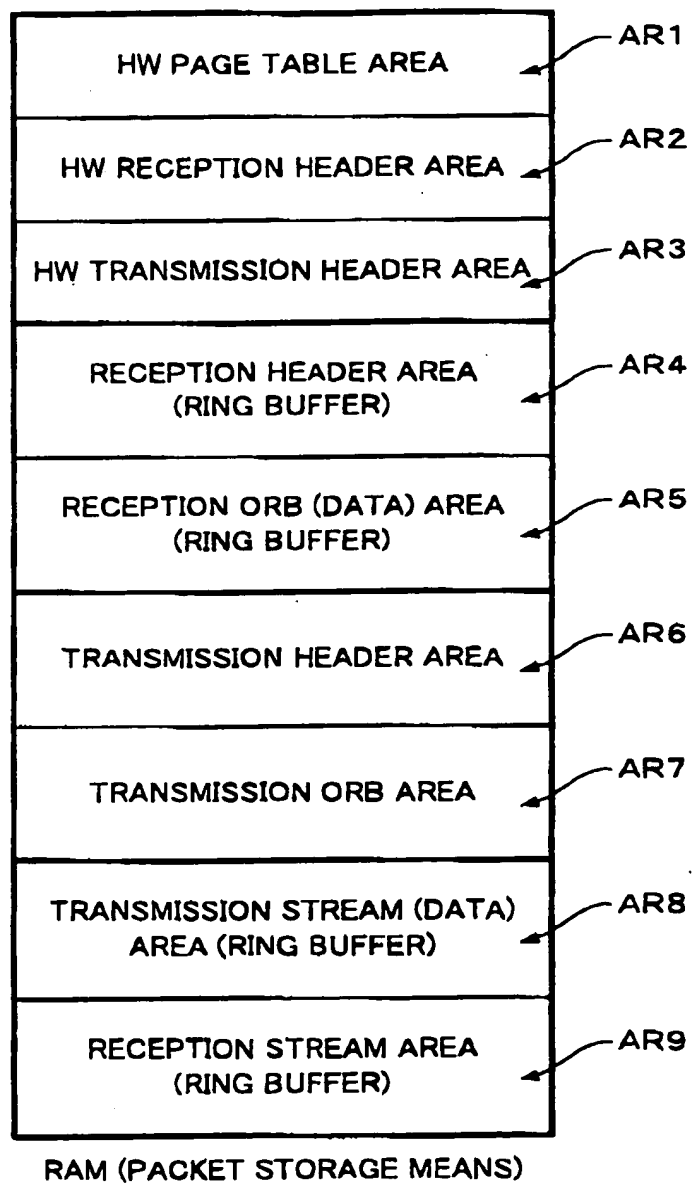 HW PAGE TABLE AREA
AR1
HW RECEPTION HEADER AREA
AR2
HW TRANSMISSION HEADER AREA
AR3
RECEPTION HEADER AREA
(RING BUFFER)
AR4
RECEPTION ORB (DATA) AREA
(RING BUFFER)
AR5
TRANSMISSION HEADER AREA
AR6
TRANSMISSION ORB AREA
AR7
TRANSMISSION STREAM (DATA)
AREA (RING BUFFER)
AR8
RECEPTION STREAM AREA
(RING BUFFER)
AR9
RAM (PACKET STORAGE MEANS)